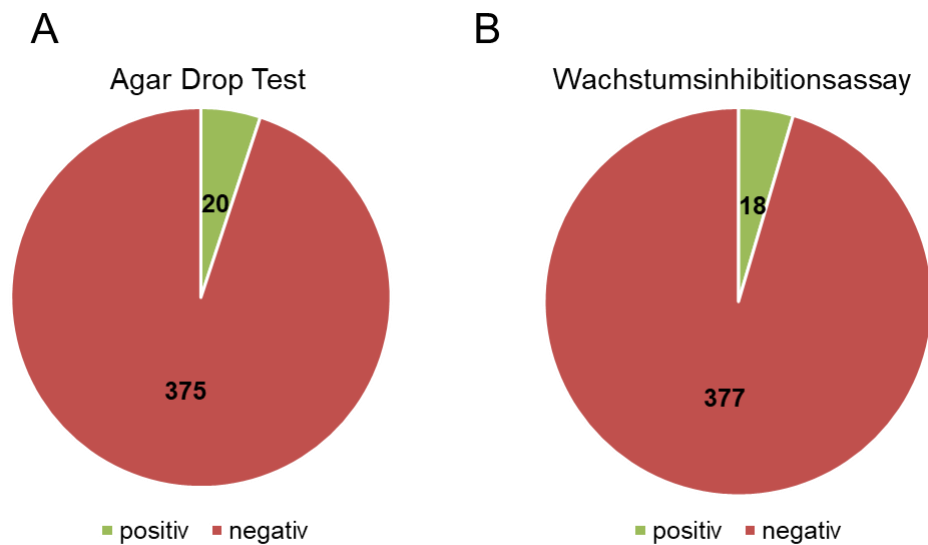 A
Agar Drop Test
20
375
positiv negativ
B
Wachstumsinhibitionsassay
18
377
positiv negativ